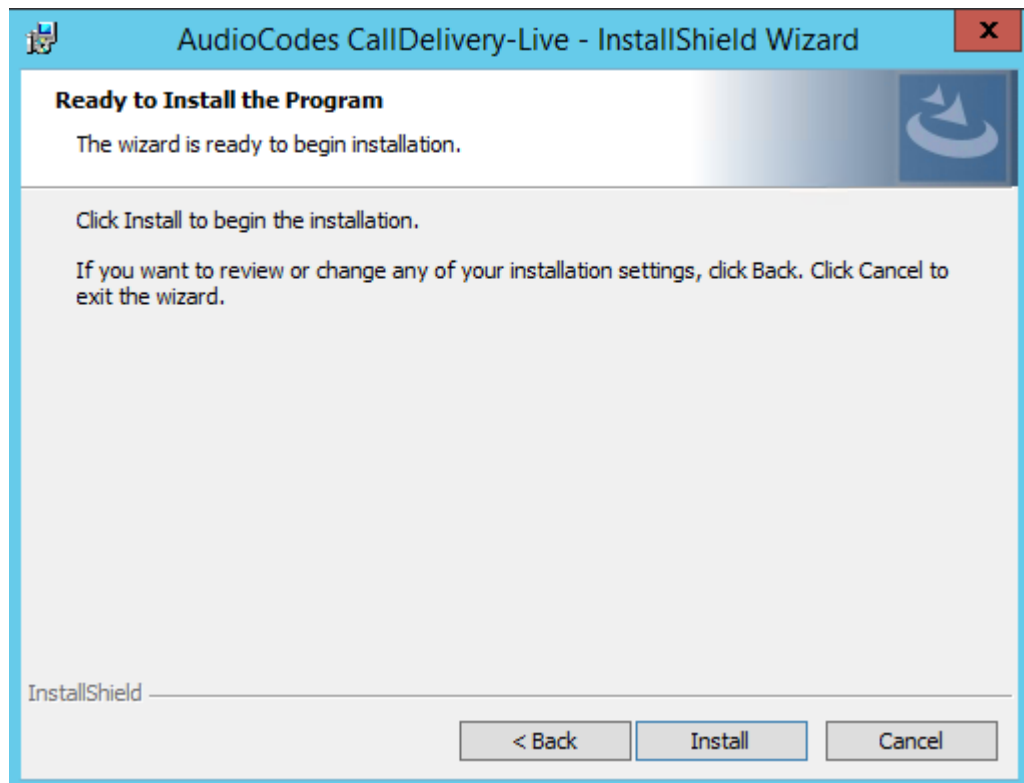 AudioCodes CallDelivery-Live - InstallShield Wizard
x
Ready to Install the Program
The wizard is ready to begin installation.
Click Install to begin the installation.
If you want to review or change any of your installation settings, click Back. Click Cancel to
exit the wizard.
InstallShield
< Back
Install
Cancel